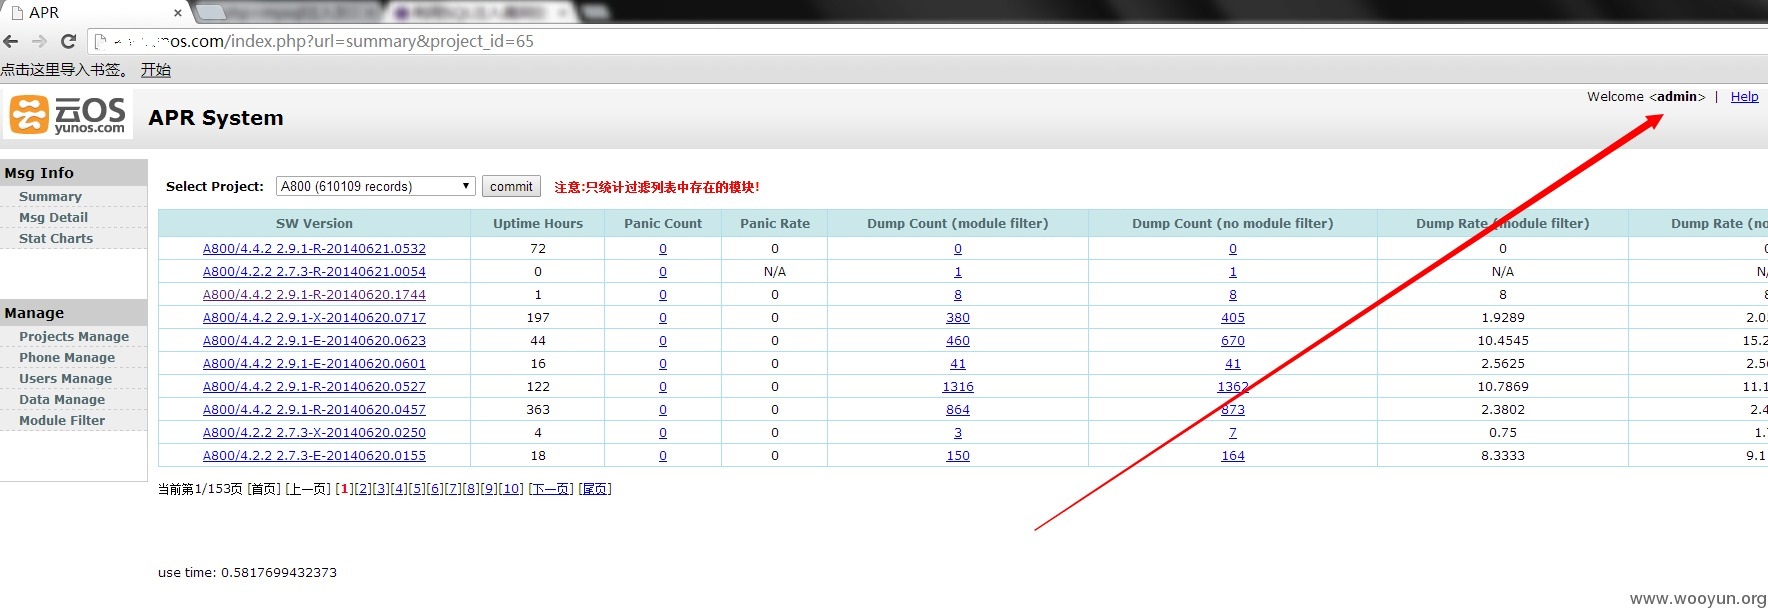 APR
os.com/index.php?url=summary&project_id=65
点击这里导入书签。 开始
云OS
yunos.com
APR System
Welcome <admin> | Help
Msg Info
Summary
Msg Detail
Stat Charts
Manage
Projects Manage
Phone Manage
Users Manage
Data Manage
Module Filter
Select Project: A800 (610109 records) commit 注意:只统计过滤列表中存在的模块!
SW Version Uptime Hours Panic Count Panic Rate Dump Count (module filter) Dump Count (no module filter) Dump Rate (module filter) Dump Rate (no
A800/4.4.2 2.9.1-R-20140621.0532 72 0 0 0 0 0
A800/4.2.2 2.7.3-R-20140621.0054 0 0 N/A 1 1 N/A N/
A800/4.4.2 2.9.1-R-20140620.1744 1 0 0 8 8 8
A800/4.4.2 2.9.1-X-20140620.0717 197 0 0 380 405 1.9289 2.0
A800/4.4.2 2.9.1-E-20140620.0623 44 0 0 460 670 10.4545 15.2
A800/4.4.2 2.9.1-E-20140620.0601 16 0 0 41 41 2.5625 2.5
A800/4.4.2 2.9.1-R-20140620.0527 122 0 0 1316 1362 10.7869 11.1
A800/4.4.2 2.9.1-R-20140620.0457 363 0 0 864 873 2.3802 2.4
A800/4.2.2 2.7.3-X-20140620.0250 4 0 0 3 7 0.75 1.
A800/4.2.2 2.7.3-E-20140620.0155 18 0 0 150 164 8.3333 9.1
当前第1/153页 [首页] [上一页] [1][2][3][4][5][6][7][8][9][10] [下一页] [尾页]
use time: 0.5817699432373
www.wooyun.org